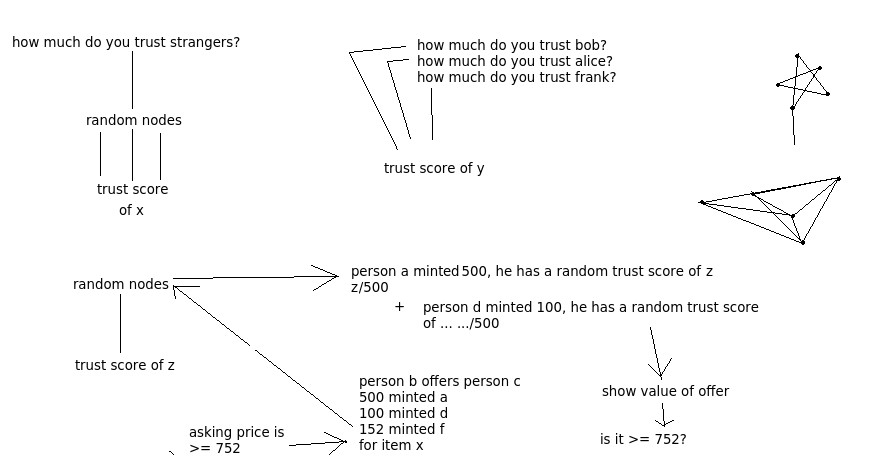 how much do you trust strangers?
random nodes
trust score
of x
how much do you trust bob?
how much do you trust alice?
how much do you trust frank?
trust score of y
random nodes
trust score of z
person a minted 500, he has a random trust score of z
z/500
+
person d minted 100, he has a random trust score
of ... .../500
show value of offer
is it >= 752?
person b offers person c
500 minted a
100 minted d
152 minted f
for item x
asking price is
>= 752